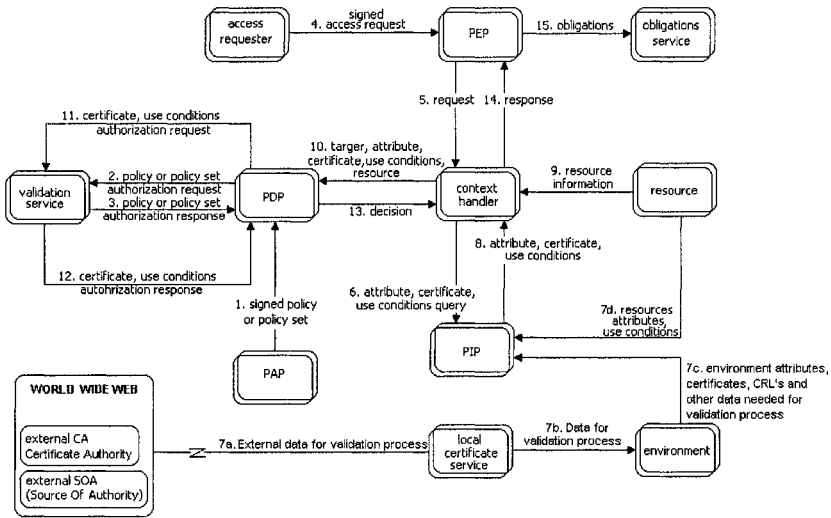 access
requester
signed
4. access request
PEP
15. obligations
obligations
service
5. request
14. response
11. certificate, use conditions
authorization request
10. targer, attribute,
certificate,use conditions,
resource
2. policy or policy set
authorization request
3. policy or policy set
authorization response
validation
service
PDP
13. decision
context
handler
9. resource
information
resource
8. attribute, certificate,
use conditions
12. certificate, use conditions
autohrization response
1. signed policy
or policy set
6. attribute, certificate,
use conditions query
7d. resources
attributes,
use conditions
PAP
PIP
7c. environment attributes,
certificates, CRL's and
other data needed for
validation process
WORLD WIDE WEB
external CA
Certificate Authority
external SOA
(Source Of Authority)
7a. External data for validation process
local
certificate
service
7b. Data for
validation process
environment